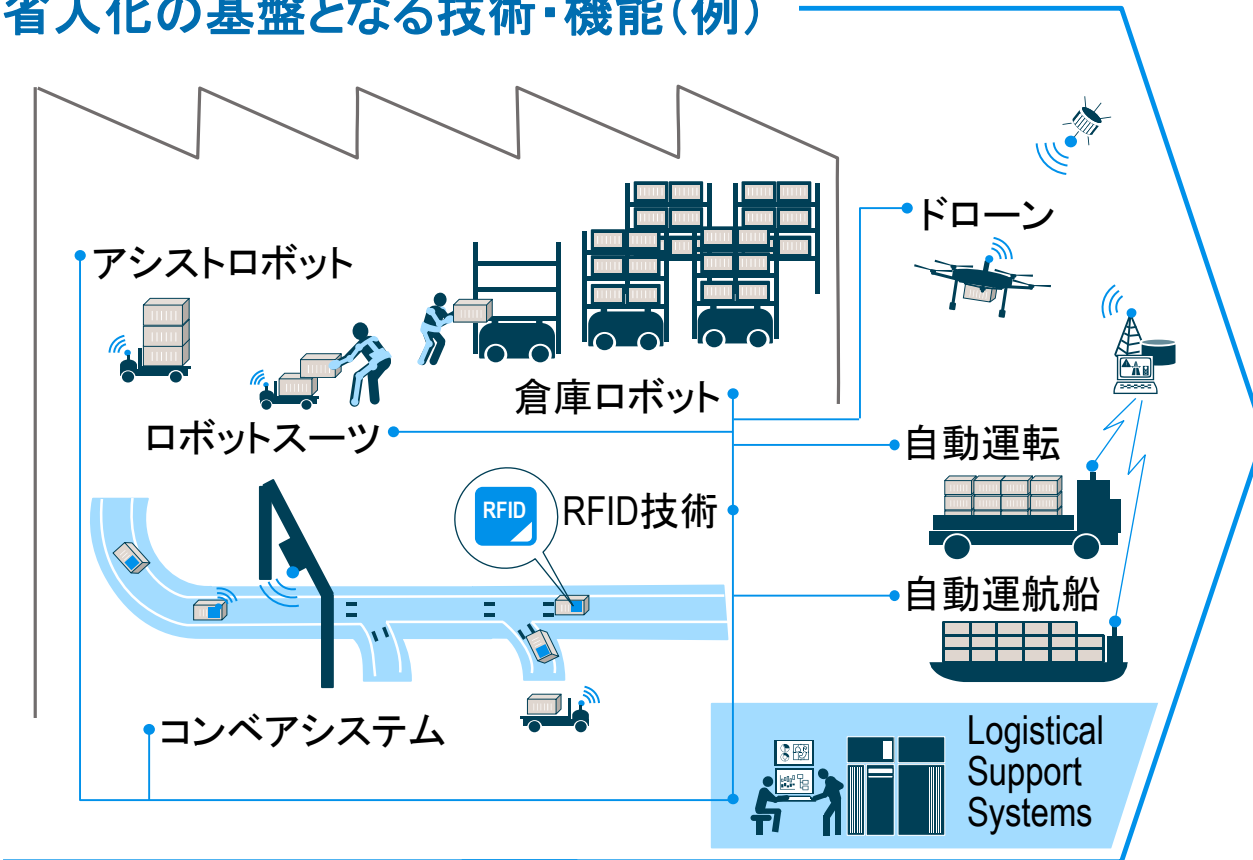 省人化の基盤となる技術・機能(例)
ドローン
アシストロボット
倉庫ロボット
ロボットスーツ
自動運転
RFID
RFID技術
自動運航船
コンベアシステム
Logistical
Support
Systems